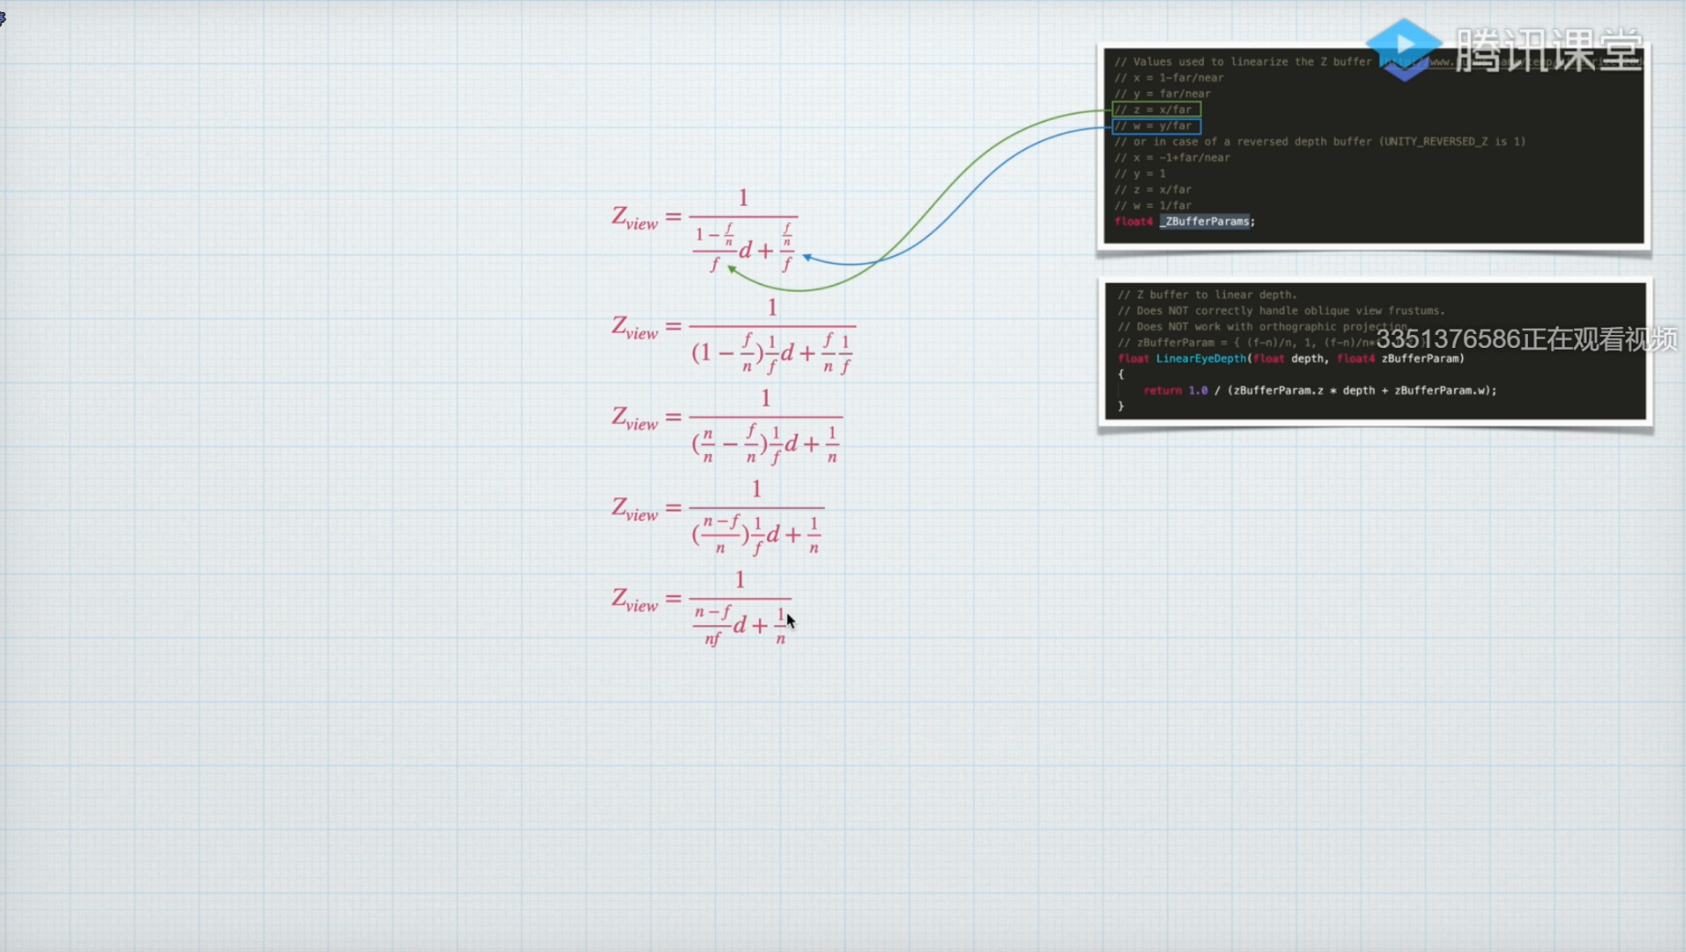 腾讯课堂
// Values used to linearize the Z buffer
// x = 1-far/near
// y = far/near
// z = x/far
// w = y/far
// or in case of a reversed depth buffer (UNITY_REVERSED_Z is 1)
// x = -1+far/near
// y = 1
// z = x/far
// w = 1/far
float4 _ZBufferParams;
Z_{view} = \frac{1}{\frac{1-\frac{f}{n}}{f}d+\frac{\frac{f}{n}}{f}}
Z_{view} = \frac{1}{(1-\frac{f}{n})\frac{1}{f}d+\frac{f}{n}\frac{1}{f}}
Z_{view} = \frac{1}{(\frac{n}{n}-\frac{f}{n})\frac{1}{f}d+\frac{1}{n}}
Z_{view} = \frac{1}{(\frac{n-f}{n})\frac{1}{f}d+\frac{1}{n}}
Z_{view} = \frac{1}{\frac{n-f}{nf}d+\frac{1}{n}}
// Z buffer to linear depth.
// Does NOT correctly handle oblique view frustums.
// Does NOT work with orthographic projection.
// zBufferParam = { (f-n)/n, 1, (f-n)/n*
3351376586正在观看视频
float LinearEyeDepth(float depth, float4 zBufferParam)
{
return 1.0 / (zBufferParam.z * depth + zBufferParam.w);
}